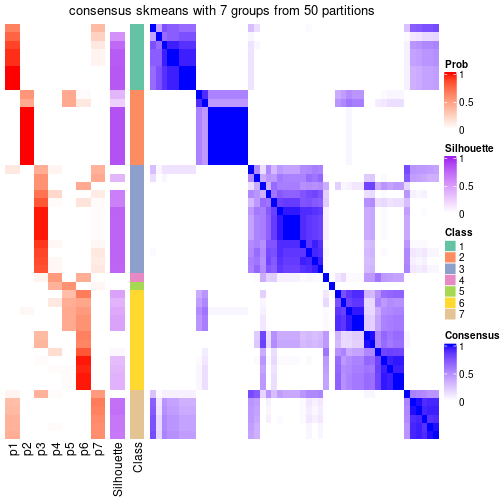 consensus skmeans with 7 groups from 50 partitions
Prob
1
0.5
0
Silhouette
1
0.5
0
Class
1
2
3
4
5
6
7
Consensus
1
0.5
0
p1
p2
p3
p4
p5
p6
p7
Silhouette
Class